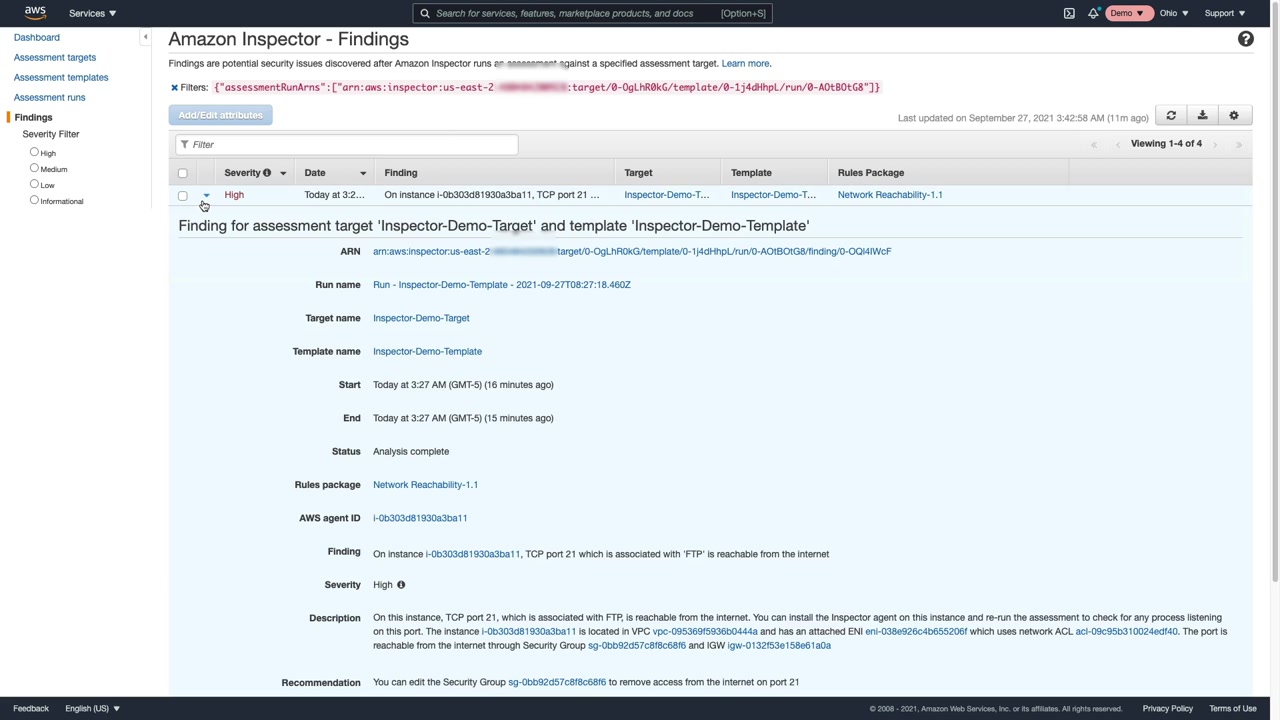 aws Services Search for services, features, marketplace products, and docs [Option+S] Demo Ohio Support
Dashboard
Assessment targets
Assessment templates
Assessment runs
Findings
Severity Filter
High
Medium
Low
Informational
Amazon Inspector - Findings
Findings are potential security issues discovered after Amazon Inspector runs an assessment against a specified assessment target. Learn more.
Filters: {"assessmentRunArns":["arn:aws:inspector:us-east-2 :target/0-OgLhR0kG/template/0-1j4dHhpL/run/0-AOtBOtG8"]}
Add/Edit attributes
Last updated on September 27, 2021 3:42:58 AM (11m ago)
Filter
Viewing 1-4 of 4
Severity Date Finding Target Template Rules Package
High Today at 3:2... On instance i-0b303d81930a3ba11, TCP port 21 ... Inspector-Demo-T... Inspector-Demo-T... Network Reachability-1.1
Finding for assessment target 'Inspector-Demo-Target' and template 'Inspector-Demo-Template'
ARN arn:aws:inspector:us-east-2 target/0-OgLhR0kG/template/0-1j4dHhpL/run/0-AOtBOtG8/finding/0-OQl4IWcF
Run name Run - Inspector-Demo-Template - 2021-09-27T08:27:18.460Z
Target name Inspector-Demo-Target
Template name Inspector-Demo-Template
Start Today at 3:27 AM (GMT-5) (16 minutes ago)
End Today at 3:27 AM (GMT-5) (15 minutes ago)
Status Analysis complete
Rules package Network Reachability-1.1
AWS agent ID i-0b303d81930a3ba11
Finding On instance i-0b303d81930a3ba11, TCP port 21 which is associated with 'FTP' is reachable from the internet
Severity High
Description On this instance, TCP port 21, which is associated with FTP, is reachable from the internet. You can install the Inspector agent on this instance and re-run the assessment to check for any process listening
on this port. The instance i-0b303d81930a3ba11 is located in VPC vpc-095369f5936b0444a and has an attached ENI eni-038e926c4b655206f which uses network ACL acl-09c95b310024edf40. The port is
reachable from the internet through Security Group sg-0bb92d57c8f8c68f6 and IGW igw-0132f53e158e61a0a
Recommendation You can edit the Security Group sg-0bb92d57c8f8c68f6 to remove access from the internet on port 21
Feedback English (US) © 2008 - 2021, Amazon Web Services, Inc. or its affiliates. All rights reserved. Privacy Policy Terms of Use